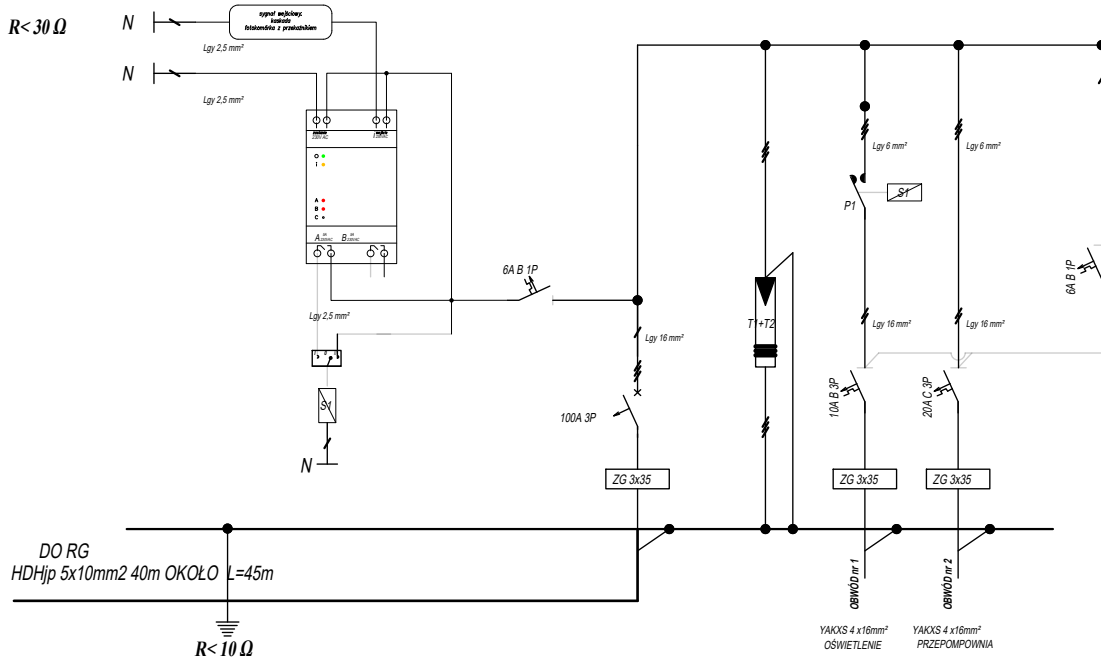 R< 30 Ω
N
sygnał wejściowy.
kaskada
fotokomórka z przekaźnikiem
Lgy 2,5 mm²
N
Lgy 2,5 mm²
230V AC
A
B
C
A
B
Lgy 2,5 mm²
S1
N
6A B 1P
Lgy 16 mm²
100A 3P
ZG 3x35
T1+T2
Lgy 6 mm²
P1
S1
Lgy 16 mm²
10A B 3P
ZG 3x35
Lgy 6 mm²
Lgy 16 mm²
20A C 3P
ZG 3x35
6A B 1P
DO RG
HDHjp 5x10mm2 40m OKOŁO L=45m
R< 10 Ω
OBWÓD nr 1
OBWÓD nr 2
YAKXS 4 x16mm²
OŚWIETLENIE
YAKXS 4 x16mm²
PRZEPOMPOWNIA